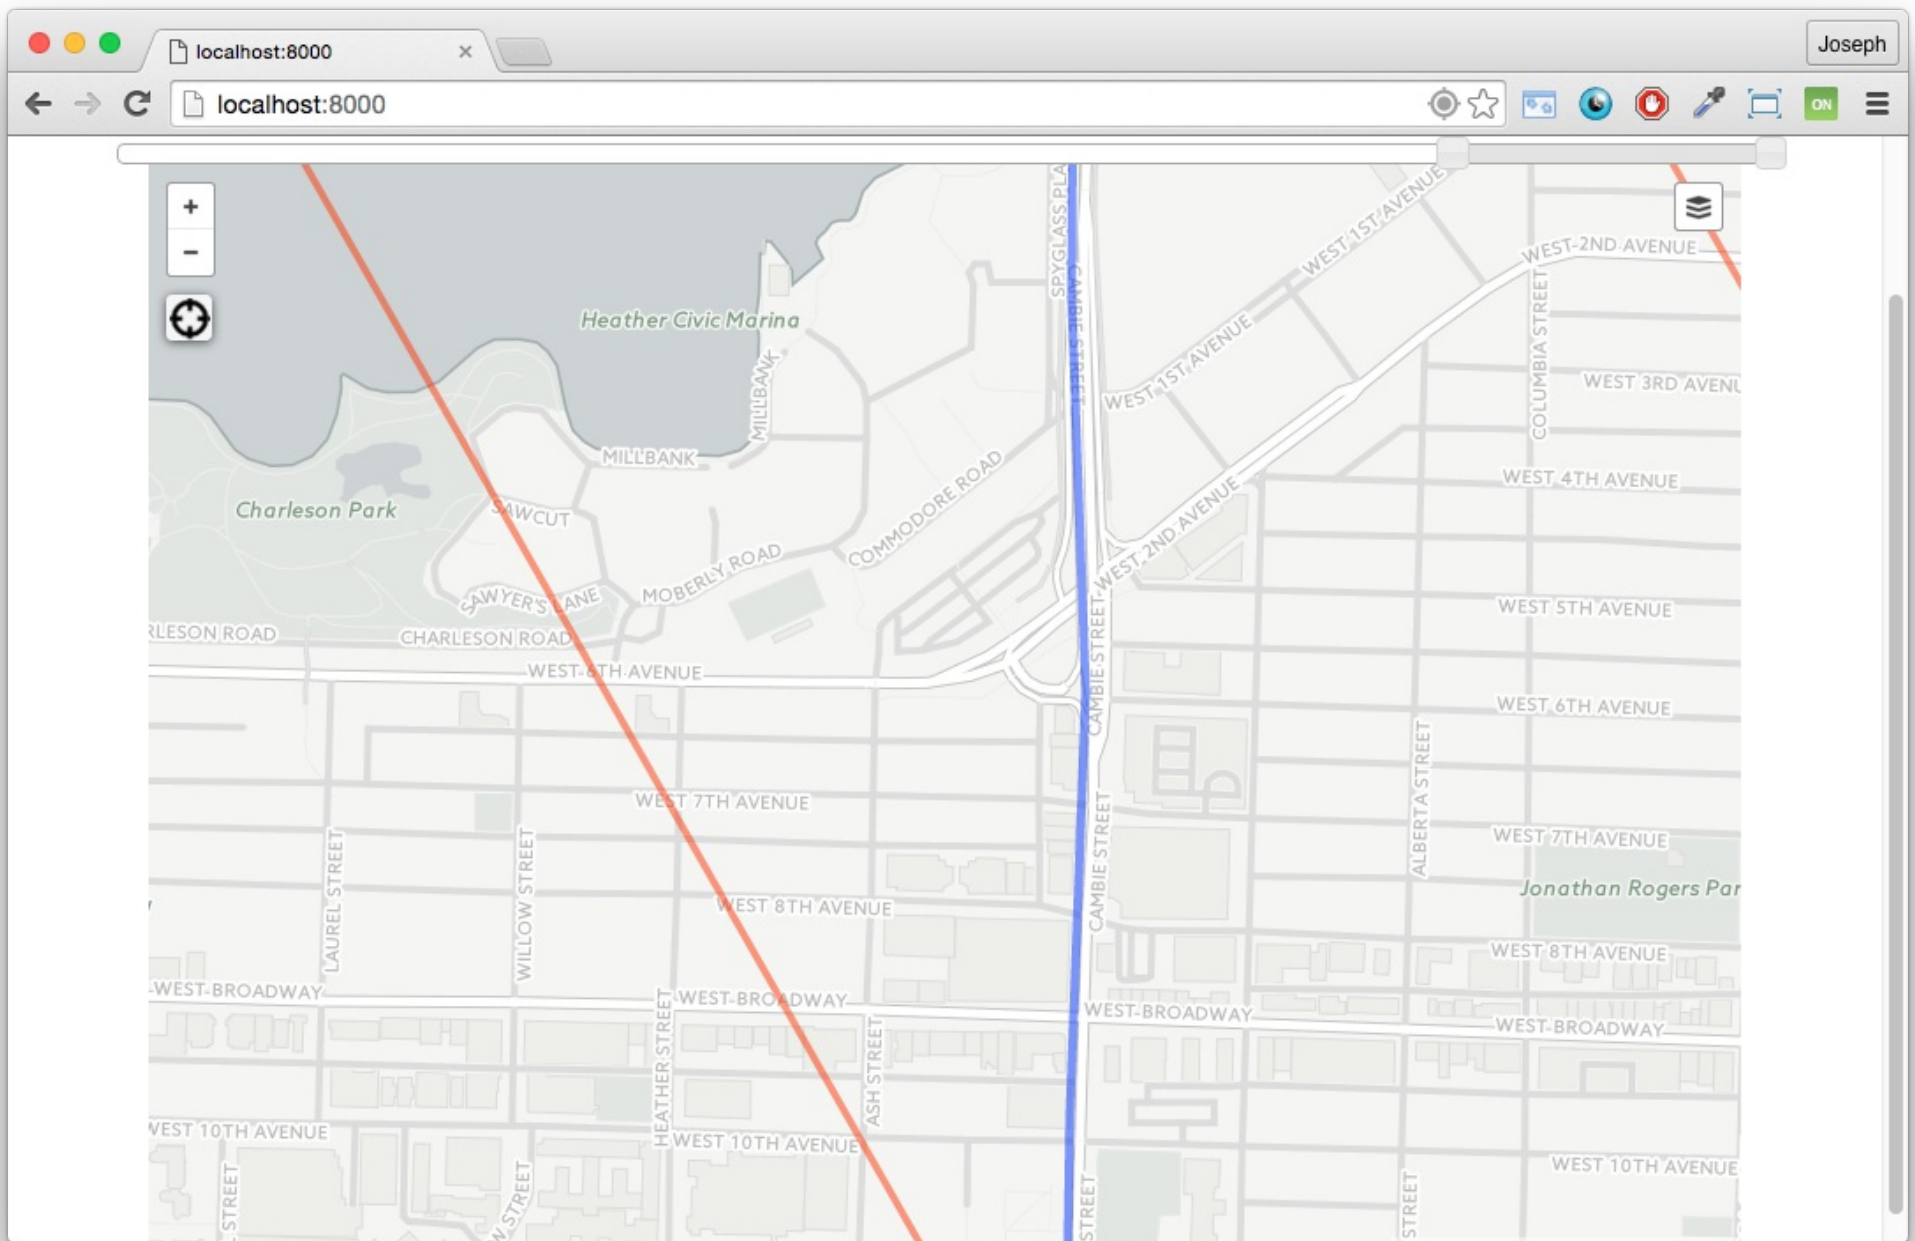 localhost:8000
Joseph
localhost:8000
ON
+
−
SPYGLASS PLA
WEST 1ST AVENUE
WEST 2ND AVENUE
CAMBIE STREET
Heather Civic Marina
WEST 1ST AVENUE
COLUMBIA STREET
MILLBANK
WEST 3RD AVENU
MILLBANK
COMMODORE ROAD
WEST 4TH AVENUE
Charleson Park
SAWCUT
WEST 2ND AVENUE
MOBERLY ROAD
SAWYER'S LANE
WEST 5TH AVENUE
RLESON ROAD
CHARLESON ROAD
CAMBIE STREET
WEST 6TH AVENUE
WEST 6TH AVENUE
ALBERTA STREET
WEST 7TH AVENUE
WEST 7TH AVENUE
CAMBIE STREET
LAUREL STREET
WILLOW STREET
Jonathan Rogers Par
WEST 8TH AVENUE
WEST 8TH AVENUE
WEST BROADWAY
WEST BROADWAY
WEST BROADWAY
WEST BROADWAY
HEATHER STREET
ASH STREET
WEST 10TH AVENUE
WEST 10TH AVENUE
WEST 10TH AVENUE
STREET
W STREET
STREET
STREET